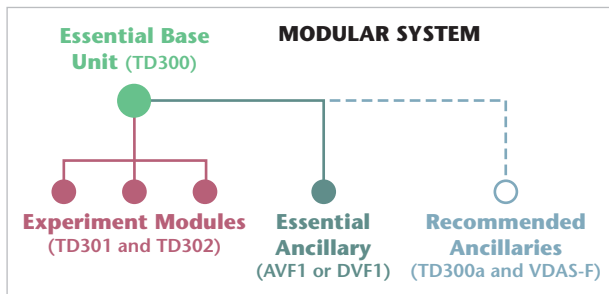 Essential Base
Unit (TD300)
MODULAR SYSTEM
Experiment Modules
(TD301 and TD302)
Essential
Ancillary
(AVF1 or DVF1)
Recommended
Ancillaries
(TD300a and VDAS-F)